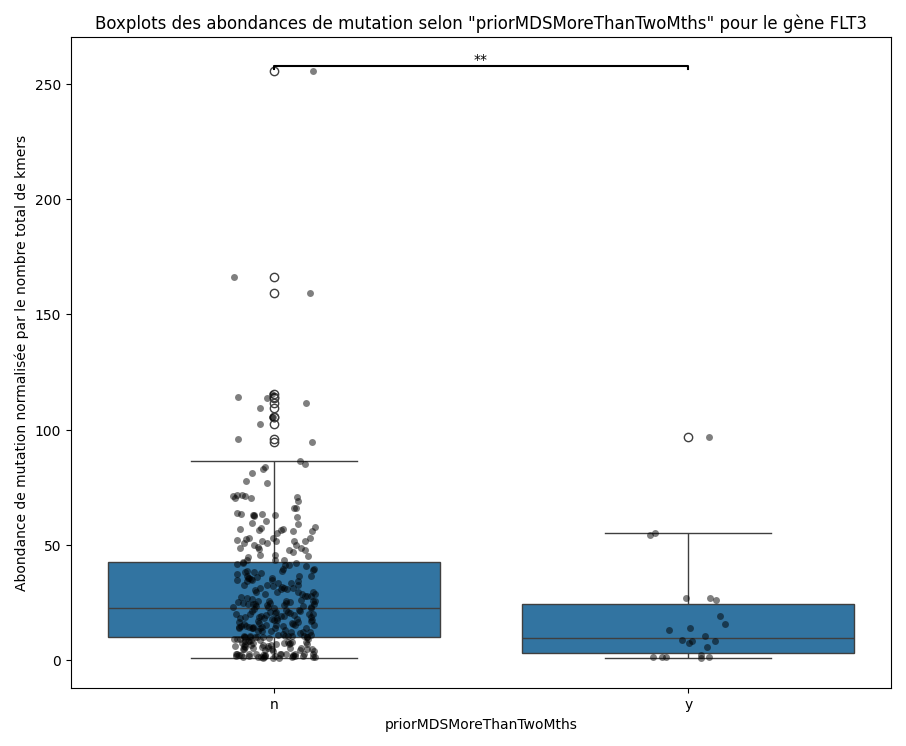 Boxplots des abondances de mutation selon "priorMDSMoreThanTwoMths" pour le gène FLT3
**
250
200
150
100
50
0
Abondance de mutation normalisée par le nombre total de kmers
n
y
priorMDSMoreThanTwoMths